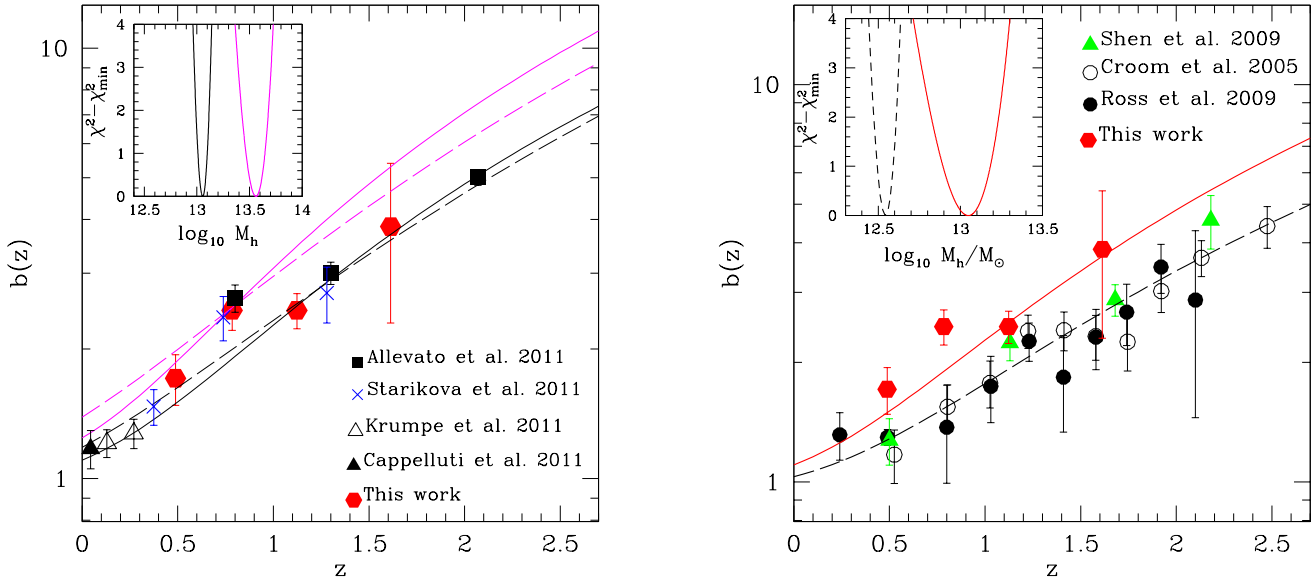 10
1
b(z)
0
0.5
1
1.5
2
2.5
z
4
3
2
1
0
χ²−χ²min
12.5
13
13.5
14
log₁₀ Mₕ
Allevato et al. 2011
Starikova et al. 2011
Krumpe et al. 2011
Cappelluti et al. 2011
This work
10
1
b(z)
0
0.5
1
1.5
2
2.5
z
4
3
2
1
0
χ²−χ²min
12.5
13
13.5
log₁₀ Mₕ/M⊙
Shen et al. 2009
Croom et al. 2005
Ross et al. 2009
This work